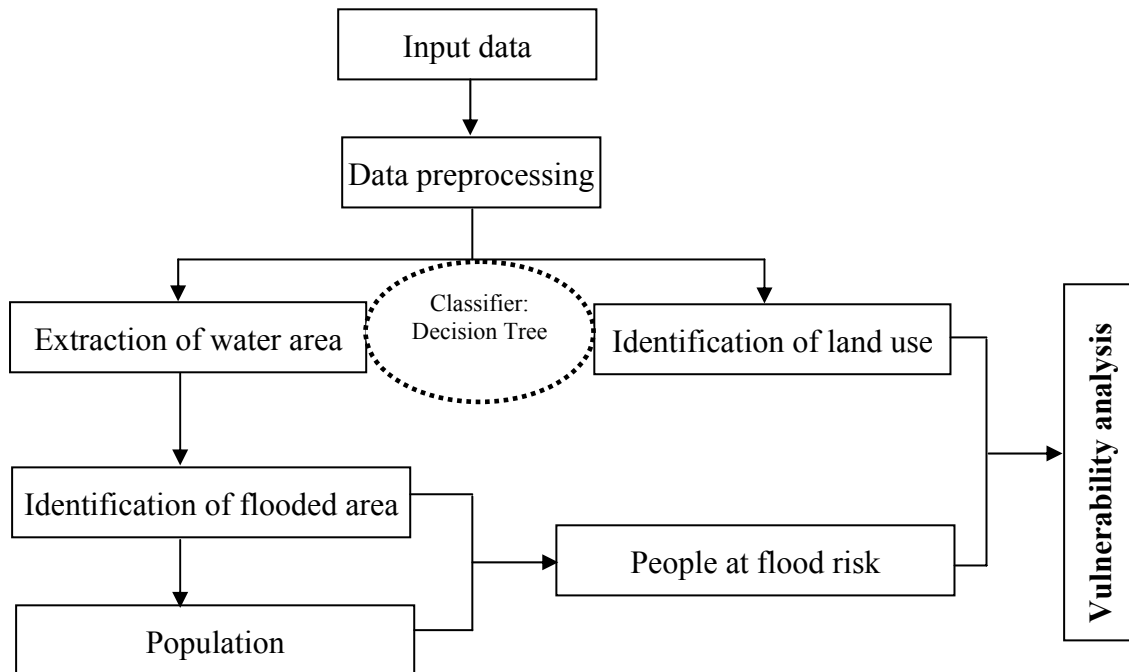 Input data
Data preprocessing
Classifier:
Decision Tree
Extraction of water area
Identification of land use
Identification of flooded area
People at flood risk
Population
Vulnerability analysis